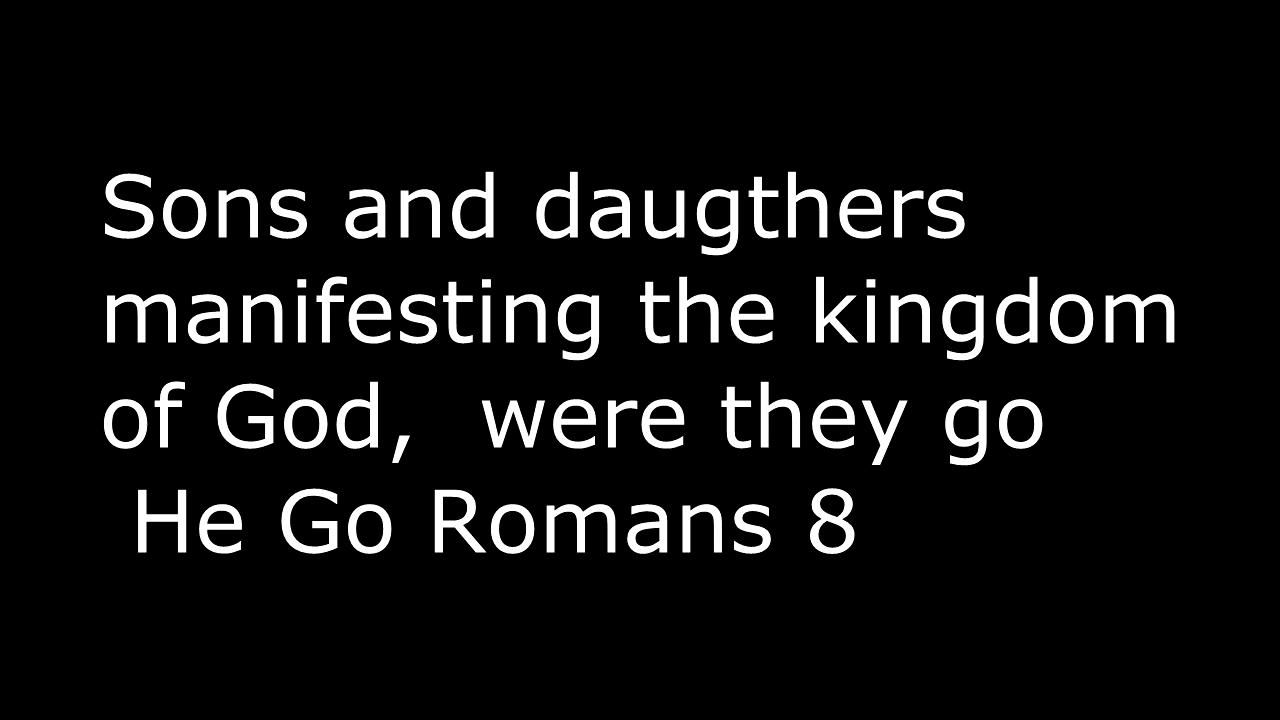 Sons and daugthers
manifesting the kingdom
of God,  were they go
He Go Romans 8